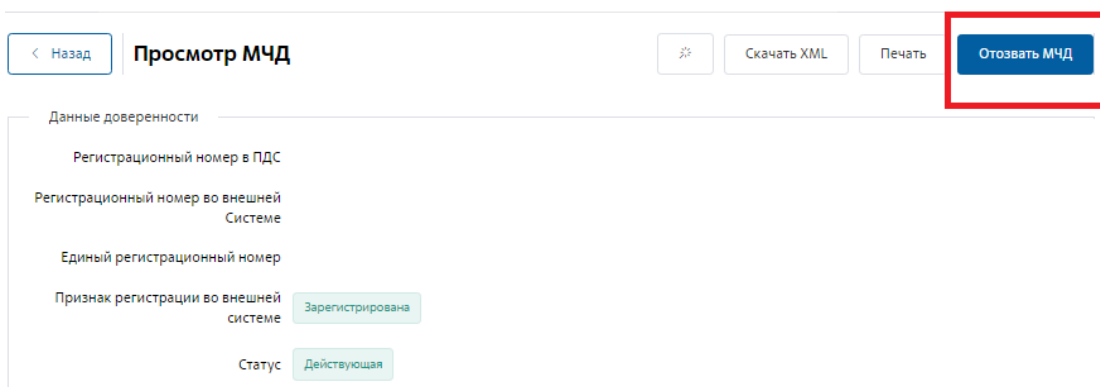 Назад
Просмотр МЧД
Скачать XML
Печать
Отозвать МЧД
Данные доверенности
Регистрационный номер в ПДС
Регистрационный номер во внешней
Системе
Единый регистрационный номер
Признак регистрации во внешней
системе
Зарегистрирована
Статус
Действующая